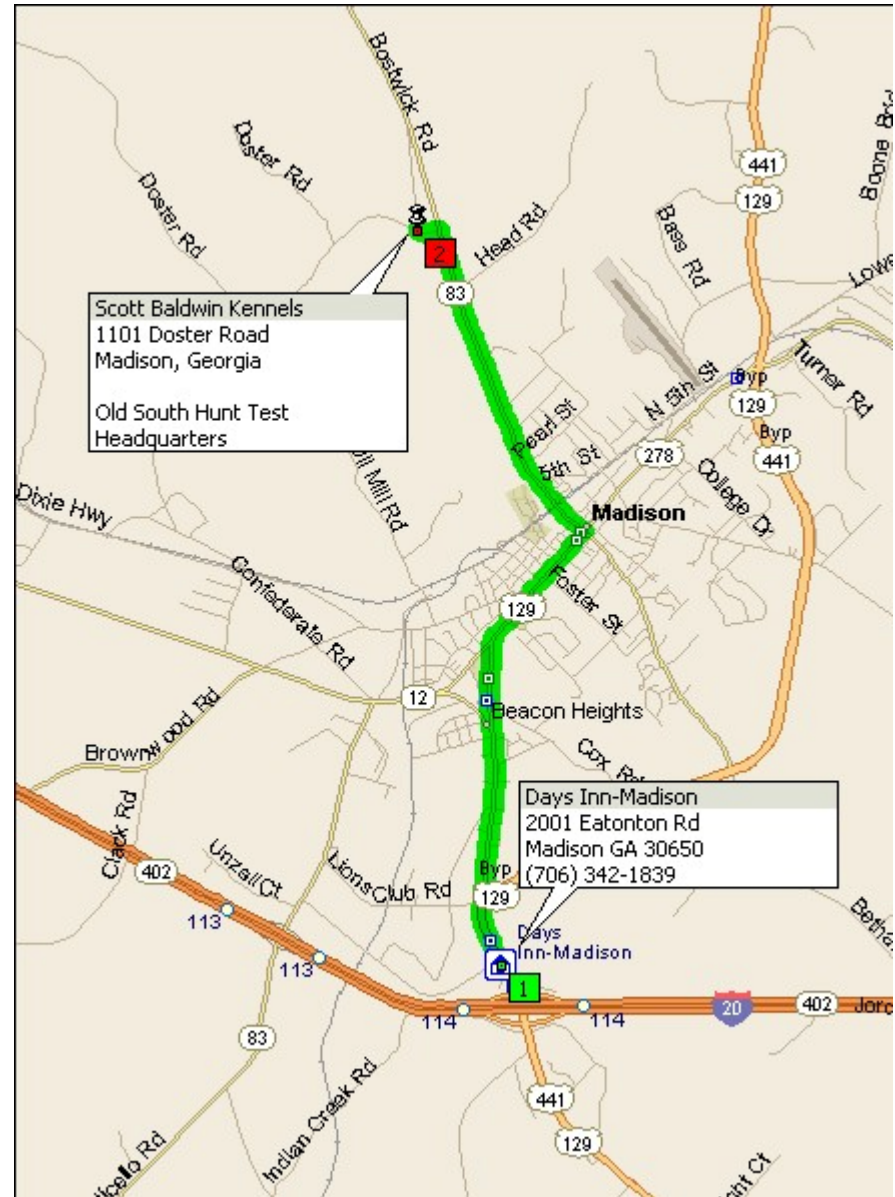 Bostwick Rd
Doster Rd
Doster Rd
441
129
Bass Rd
Head Rd
2
83
Scott Baldwin Kennels
1101 Doster Road
Madison, Georgia
Old South Hunt Test
Headquarters
N 5th St
Byp
129
Turner Rd
Pearl St
5th St
278
Byp
441
College Dr
Mill Rd
Dixie Hwy
Madison
Confederate Rd
Foster St
129
12
Beacon Heights
Brownwood Rd
Cox Rd
Days Inn-Madison
2001 Eatonton Rd
Madison GA 30650
(706) 342-1839
Clack Rd
402
Unzall Ct
Lions Club Rd
Byp
129
113
113
Days
Inn-Madison
1
114
114
20
402
83
Indian Creek Rd
441
129